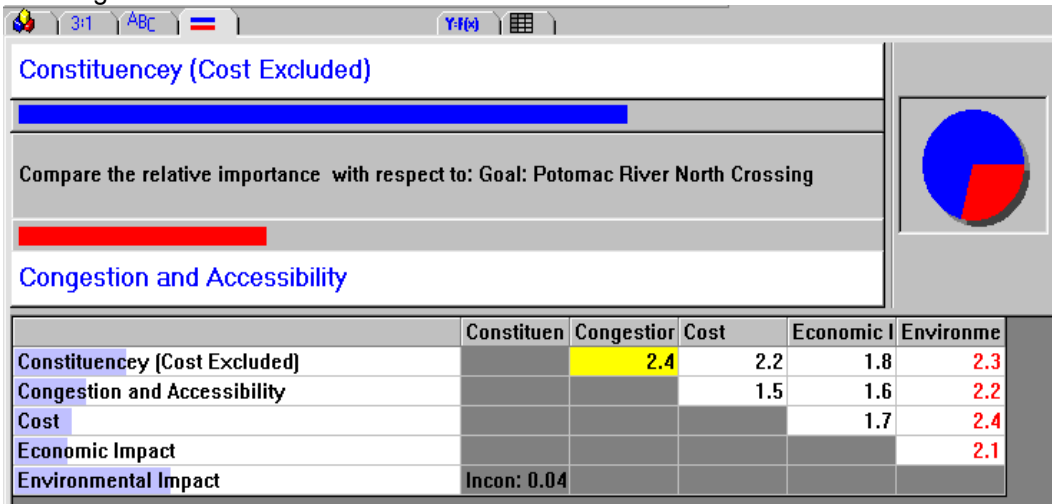 3:1 ABC Y=F(x)
Constituencey (Cost Excluded)
Compare the relative importance with respect to: Goal: Potomac River North Crossing
Congestion and Accessibility
Constituen Congestior Cost Economic I Environme
Constituencey (Cost Excluded) 2.4 2.2 1.8 2.3
Congestion and Accessibility 1.5 1.6 2.2
Cost 1.7 2.4
Economic Impact 2.1
Environmental Impact Incon: 0.04